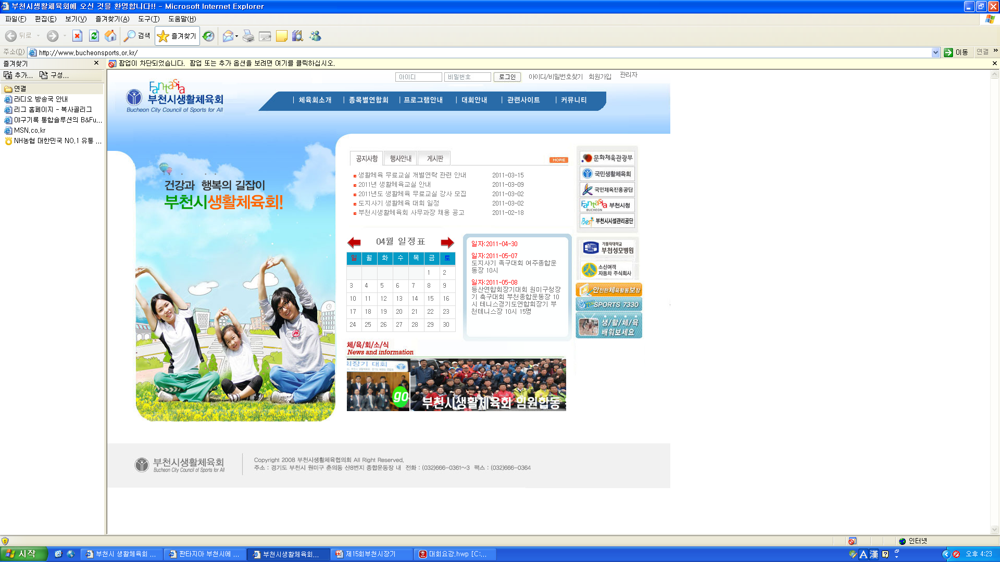 부천시생활체육회에 오신 것을 환영합니다!! - Microsoft Internet Explorer
파일(F) 편집(E) 보기(V) 즐겨찾기(A) 도구(T) 도움말(H)
뒤로 검색 즐겨찾기
주소(D) http://www.bucheonsports.or.kr/ 이동 연결 »
즐겨찾기
팝업이 차단되었습니다. 팝업 또는 추가 옵션을 보려면 여기를 클릭하십시오.
추가... 구성...
연결
라디오 방송국 안내
리그 홈페이지 - 복사골리그
야구기록 통합솔루션의 B&Fu...
MSN.co.kr
NH농협 대한민국 NO.1 유통 ...
아이디 비밀번호 로그인 아이디/비밀번호찾기 회원가입 관리자
Fantasia
부천시생활체육회
Bucheon City Council of Sports for All
| 체육회소개 | 종목별연합회 | 프로그램안내 | 대회안내 | 관련사이트 | 커뮤니티
건강과 행복의 길잡이
부천시생활체육회!
공지사항 행사안내 게시판 MORE
생활체육 무료교실 개별연락 관련 안내 2011-03-15
2011년 생활체육교실 안내 2011-03-09
2011년도 생활체육 무료교실 강사 모집 2011-03-02
도지사기 생활체육 대회 일정 2011-03-02
부천시생활체육회 사무과장 채용 공고 2011-02-18
04월 일정표
일 월 화 수 목 금 토
1 2
3 4 5 6 7 8 9
10 11 12 13 14 15 16
17 18 19 20 21 22 23
24 25 26 27 28 29 30
일자:2011-04-30
일자:2011-05-07
도지사기 족구대회 여주종합운
동장 10시
일자:2011-05-08
등산연합회장기대회 원미구청장
기 축구대회 부천종합운동장 10
시 테니스경기도연합회장기 부
천테니스장 10시 15명
체/육/회/소/식
News and information
회장기 대회
go
부천시생활체육회 임원합동
문화체육관광부
국민생활체육회
국민체육진흥공단
Fantasia BUCHEON 부천시청
Best 부천시시설관리공단
가톨릭대학교
부천성모병원
소신여객
자동차 주식회사
안전한체육활동보장
SPORTS 7330
생/활/체/육
배워보세요
부천시생활체육회
Bucheon City Council of Sports for All
Copyright 2008 부천시생활체육협의회 All Right Reserved.
주소 : 경기도 부천시 원미구 춘의동 산8번지 종합운동장 내 전화 : (032)666-0361~3 팩스 : (032)666-0364
인터넷
시작 부천시 생활체육회 ... 판타지아 부천시에 ... 부천시생활체육회... 제15회부천시장기 대회요강.hwp [C:... A 漢 오후 4:23